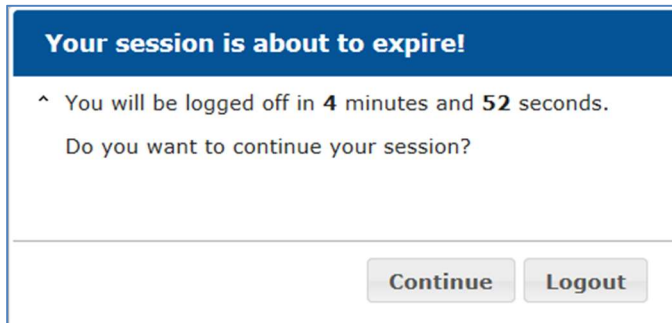 Your session is about to expire!
^ You will be logged off in 4 minutes and 52 seconds.
Do you want to continue your session?
Continue Logout